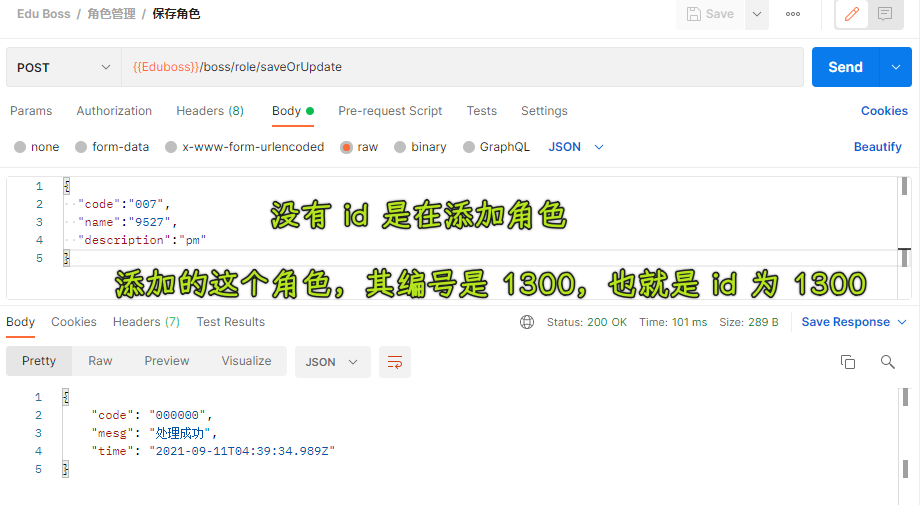 Edu Boss / 角色管理 / 保存角色
Save
POST {{Eduboss}}/boss/role/saveOrUpdate Send
Params Authorization Headers (8) Body Pre-request Script Tests Settings Cookies
none form-data x-www-form-urlencoded raw binary GraphQL JSON Beautify
1 {
2 "code":"007",
3 "name":"9527",
4 "description":"pm"
5 }
没有 id 是在添加角色
添加的这个角色，其编号是 1300，也就是 id 为 1300
Body Cookies Headers (7) Test Results Status: 200 OK Time: 101 ms Size: 289 B Save Response
Pretty Raw Preview Visualize JSON
1 {
2 "code": "000000",
3 "mesg": "处理成功",
4 "time": "2021-09-11T04:39:34.989Z"
5 }